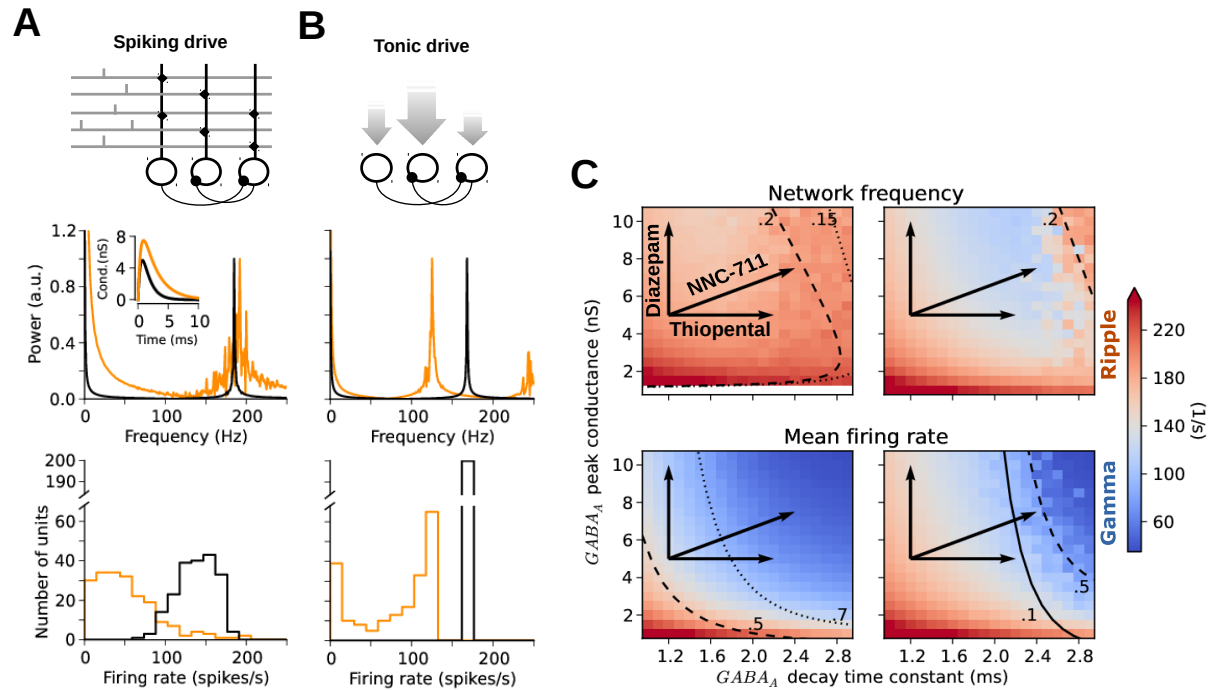 A
Spiking drive
B
Tonic drive
C
1.2
0.8
0.4
0.0
Power (a.u.)
8
4
0
Cond.(nS)
0
5
10
Time (ms)
0
100
200
Frequency (Hz)
0
100
200
Frequency (Hz)
200
190
60
40
20
0
Number of units
0
100
200
Firing rate (spikes/s)
0
100
200
Firing rate (spikes/s)
Network frequency
10
8
6
4
2
.2
.15
Diazepam
NNC-711
Thiopental
.2
Mean firing rate
10
8
6
4
2
.5
.7
.1
.5
1.2
1.6
2.0
2.4
2.8
1.2
1.6
2.0
2.4
2.8
GABA_A peak conductance (nS)
GABA_A decay time constant (ms)
Ripple
Gamma
220
180
140
100
60
(1/s)